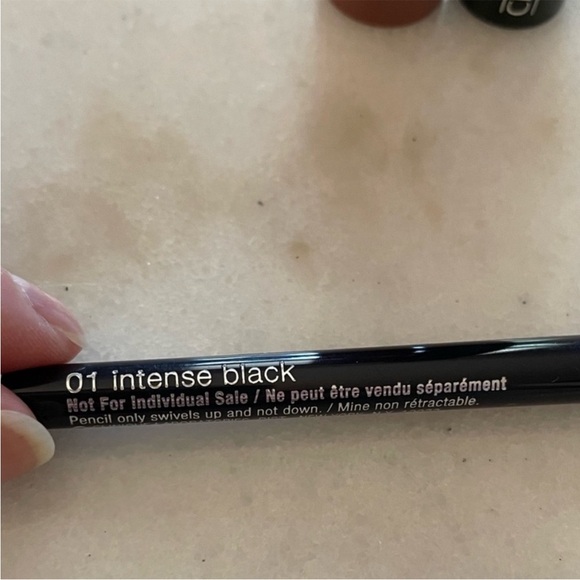 01 intense black
Not For Individual Sale / Ne peut être vendu séparément
Pencil only swivels up and not down. / Mine non rétractable.